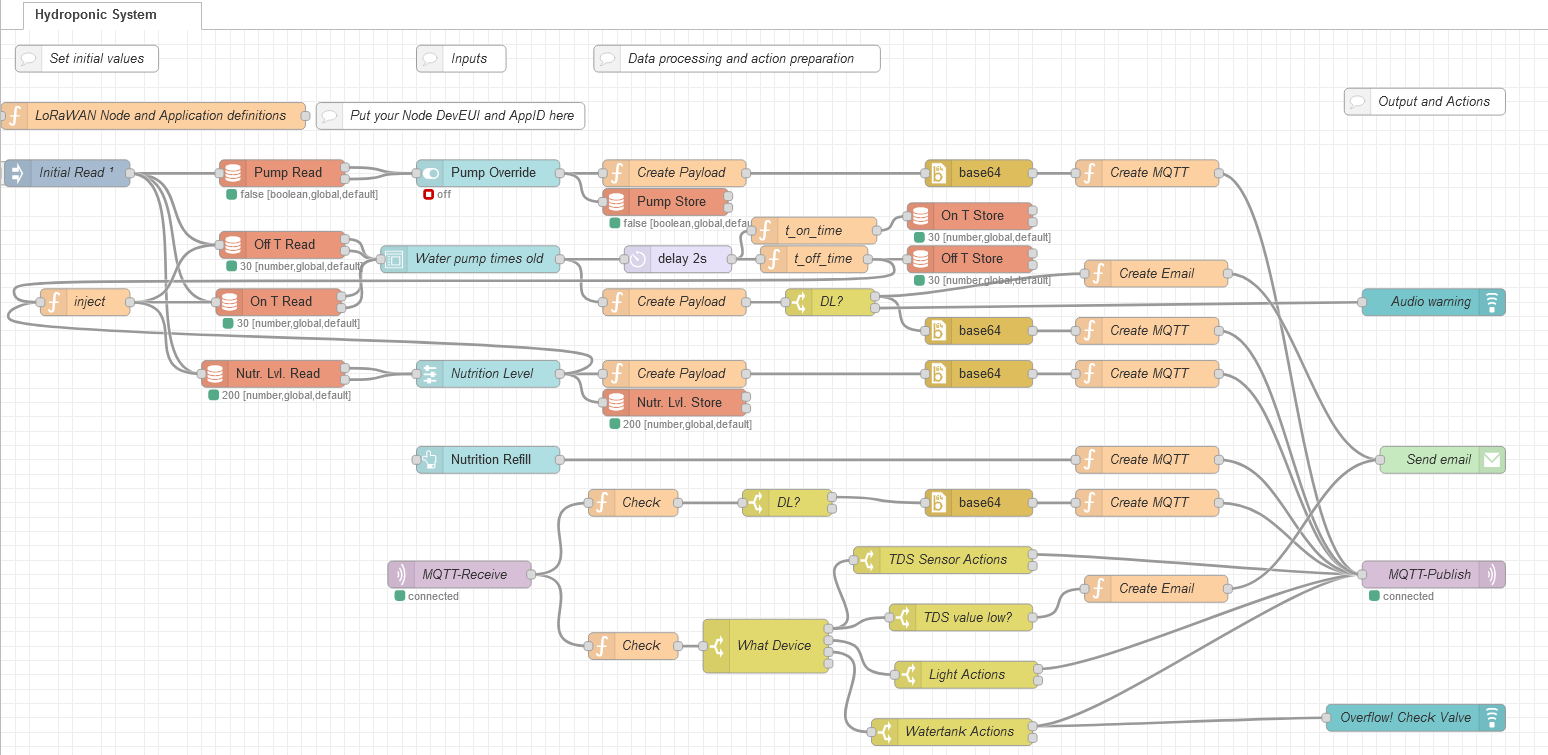 Hydroponic System
Set initial values
Inputs
Data processing and action preparation
LoRaWAN Node and Application definitions
Put your Node DevEUI and AppID here
Output and Actions
Initial Read ¹
Pump Read
false [boolean,global,default]
Pump Override
off
Create Payload
base64
Create MQTT
Pump Store
false [boolean,global,defau
On T Store
30 [number,global,default]
t_on_time
Off T Read
30 [number,global,default]
Water pump times old
delay 2s
t_off_time
Off T Store
30 [number,global,default]
Create Email
inject
On T Read
30 [number,global,default]
Create Payload
DL?
Audio warning
base64
Create MQTT
Nutr. Lvl. Read
200 [number,global,default]
Nutrition Level
Create Payload
base64
Create MQTT
Nutr. Lvl. Store
200 [number,global,default]
Nutrition Refill
Create MQTT
Send email
Check
DL?
base64
Create MQTT
MQTT-Receive
connected
TDS Sensor Actions
MQTT-Publish
connected
Create Email
TDS value low?
Check
What Device
Light Actions
Watertank Actions
Overflow! Check Valve